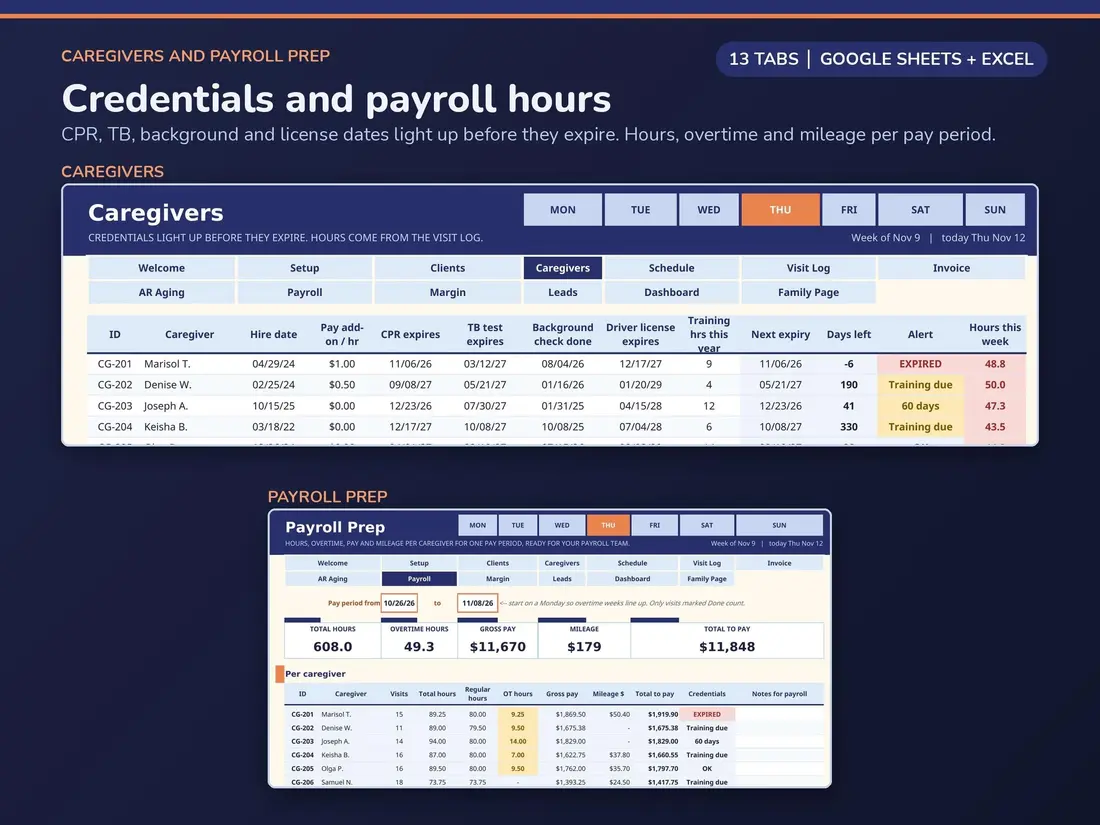 CAREGIVERS AND PAYROLL PREP
13 TABS | GOOGLE SHEETS + EXCEL
Credentials and payroll hours
CPR, TB, background and license dates light up before they expire. Hours, overtime and mileage per pay period.
CAREGIVERS
Caregivers MON TUE WED THU FRI SAT SUN
CREDENTIALS LIGHT UP BEFORE THEY EXPIRE. HOURS COME FROM THE VISIT LOG. Week of Nov 9 | today Thu Nov 12
Welcome Setup Clients Caregivers Schedule Visit Log Invoice
AR Aging Payroll Margin Leads Dashboard Family Page
ID Caregiver Hire date Pay add-on / hr CPR expires TB test expires Background check done Driver license expires Training hrs this year Next expiry Days left Alert Hours this week
CG-201 Marisol T. 04/29/24 $1.00 11/06/26 03/12/27 08/04/26 12/17/27 9 11/06/26 -6 EXPIRED 48.8
CG-202 Denise W. 02/25/24 $0.50 09/08/27 05/21/27 01/16/26 01/20/29 4 05/21/27 190 Training due 50.0
CG-203 Joseph A. 10/15/25 $0.00 12/23/26 07/30/27 01/31/25 04/15/28 12 12/23/26 41 60 days 47.3
CG-204 Keisha B. 03/18/22 $0.00 12/17/27 10/08/27 10/08/25 07/04/28 6 10/08/27 330 Training due 43.5
PAYROLL PREP
Payroll Prep MON TUE WED THU FRI SAT SUN
HOURS, OVERTIME, PAY AND MILEAGE PER CAREGIVER FOR ONE PAY PERIOD, READY FOR YOUR PAYROLL TEAM. Week of Nov 9 | today Thu Nov 12
Welcome Setup Clients Caregivers Schedule Visit Log Invoice
AR Aging Payroll Margin Leads Dashboard Family Page
Pay period from 10/26/26 to 11/08/26 <-- start on a Monday so overtime weeks line up. Only visits marked Done count.
TOTAL HOURS OVERTIME HOURS GROSS PAY MILEAGE TOTAL TO PAY
608.0 49.3 $11,670 $179 $11,848
Per caregiver
ID Caregiver Visits Total hours Regular hours OT hours Gross pay Mileage $ Total to pay Credentials Notes for payroll
CG-201 Marisol T. 15 89.25 80.00 9.25 $1,869.50 $50.40 $1,919.90 EXPIRED
CG-202 Denise W. 11 89.00 79.50 9.50 $1,675.38 - $1,675.38 Training due
CG-203 Joseph A. 14 94.00 80.00 14.00 $1,829.00 - $1,829.00 60 days
CG-204 Keisha B. 16 87.00 80.00 7.00 $1,622.75 $37.80 $1,660.55 Training due
CG-205 Olga P. 16 89.50 80.00 9.50 $1,762.00 $35.70 $1,797.70 OK
CG-206 Samuel N. 18 73.75 73.75 - $1,393.25 $24.50 $1,417.75 Training due